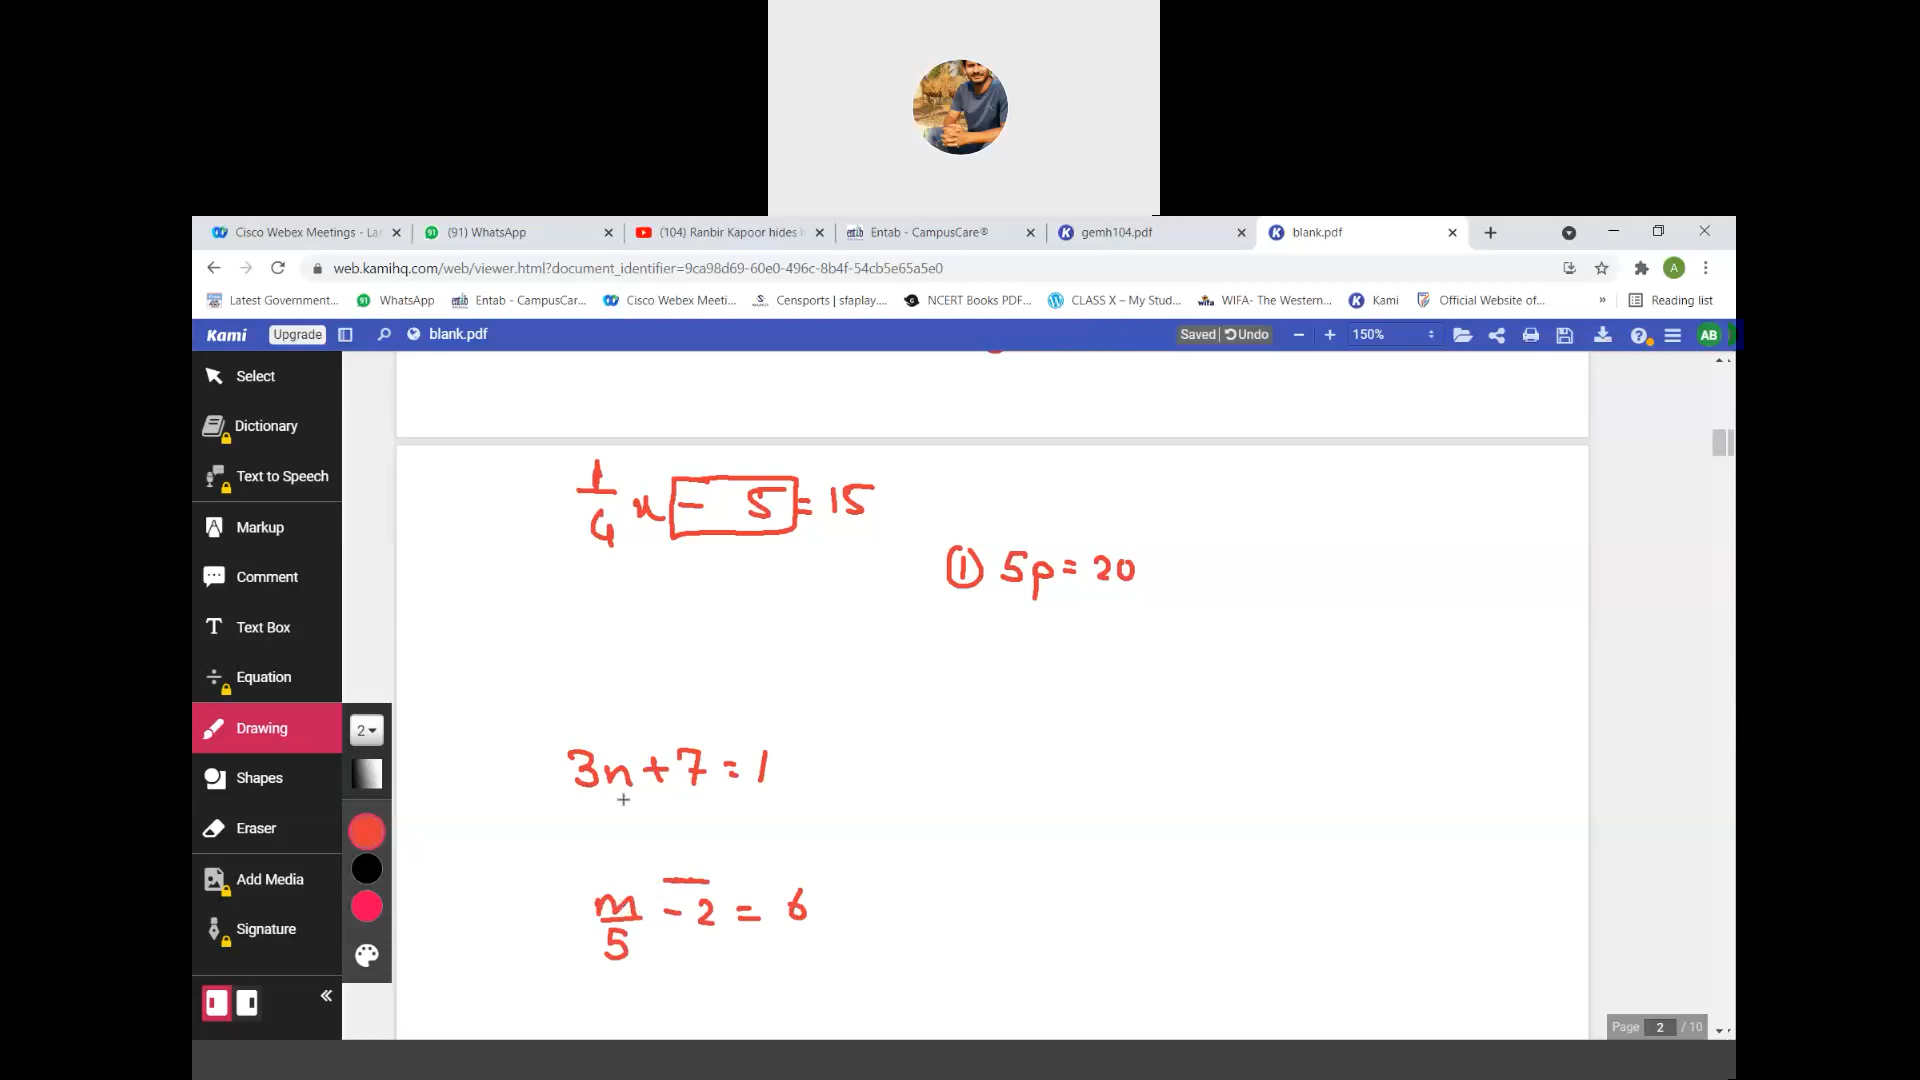 Cisco Webex Meetings - La
(91) WhatsApp
(104) Ranbir Kapoor hides
Entab - CampusCare®
gemh104.pdf
blank.pdf
web.kamihq.com/web/viewer.html?document_identifier=9ca98d69-60e0-496c-8b4f-54cb5e65a5e0
A
Latest Government...
WhatsApp
Entab - CampusCar...
Cisco Webex Meeti...
Censports | sfaplay....
NCERT Books PDF...
CLASS X – My Stud...
WIFA- The Western...
Kami
Official Website of...
»
Reading list
Kami
Upgrade
blank.pdf
Saved
Undo
150%
AB
Select
Dictionary
Text to Speech
Markup
Comment
Text Box
Equation
Drawing
2
Shapes
Eraser
Add Media
Signature
1/4 x - 5 = 15
① 5p = 20
3n + 7 = 1
m/5 - 2 = 6
Page 2 / 10